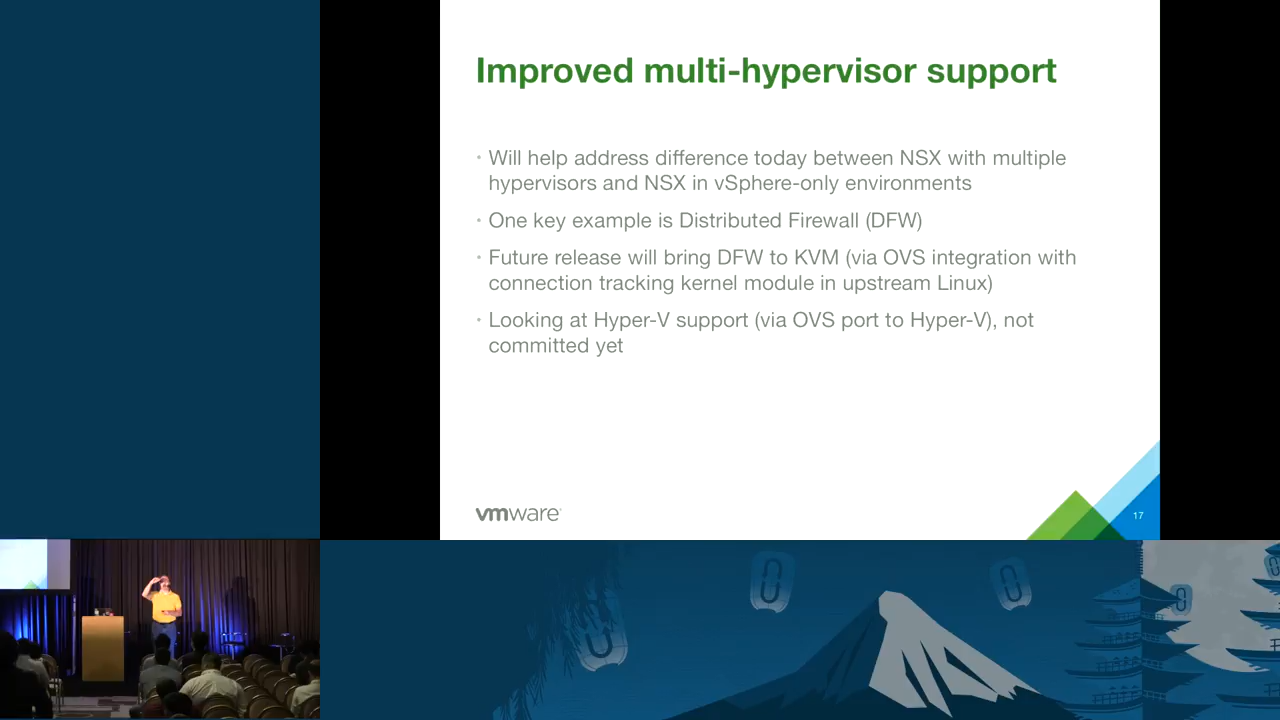 Improved multi-hypervisor support
• Will help address difference today between NSX with multiple
hypervisors and NSX in vSphere-only environments
• One key example is Distributed Firewall (DFW)
• Future release will bring DFW to KVM (via OVS integration with
connection tracking kernel module in upstream Linux)
• Looking at Hyper-V support (via OVS port to Hyper-V), not
committed yet
vmware
17